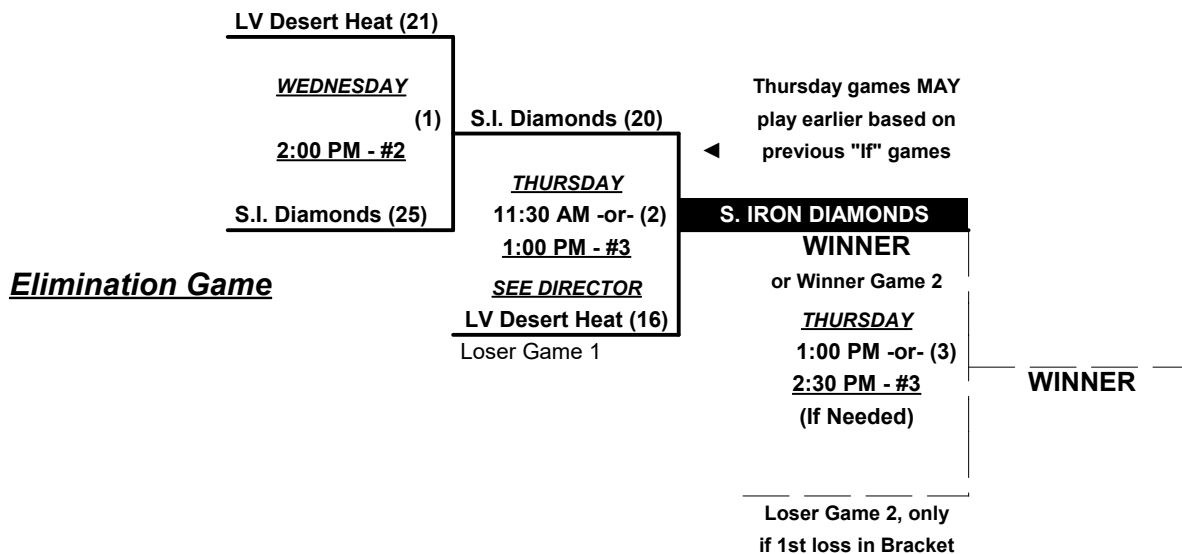 LV Desert Heat (21)
WEDNESDAY
(1)
2:00 PM - #2
S.I. Diamonds (25)
Elimination Game
S.I. Diamonds (20)
THURSDAY
11:30 AM -or- (2)
1:00 PM - #3
SEE DIRECTOR
LV Desert Heat (16)
Loser Game 1
Thursday games MAY
play earlier based on
previous "If" games
S. IRON DIAMONDS
WINNER
or Winner Game 2
THURSDAY
1:00 PM -or- (3)
2:30 PM - #3
(If Needed)
Loser Game 2, only
if 1st loss in Bracket
WINNER